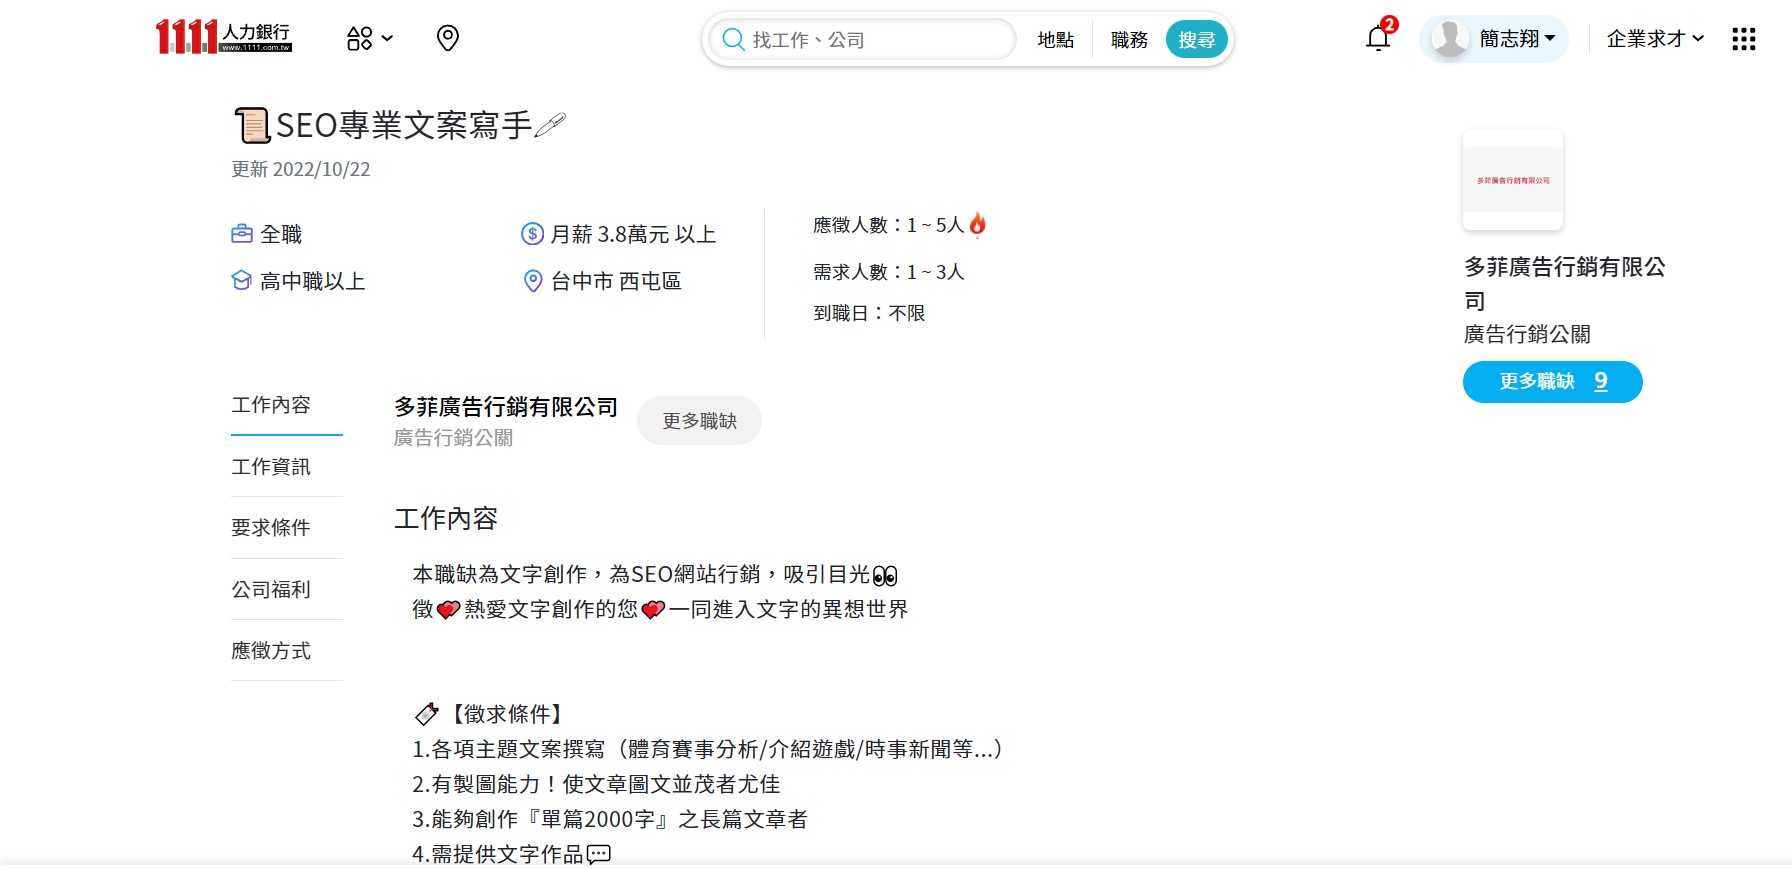 1111 人力銀行
www.1111.com.tw
找工作、公司
地點
職務
搜尋
2
簡志翔
企業求才
📜SEO專業文案寫手🖋
更新 2022/10/22
全職
月薪 3.8萬元 以上
高中職以上
台中市 西屯區
應徵人數：1 ~ 5人
需求人數：1 ~ 3人
到職日：不限
多菲廣告行銷有限公司
多菲廣告行銷有限公
司
廣告行銷公關
更多職缺 9
工作內容
工作資訊
要求條件
公司福利
應徵方式
多菲廣告行銷有限公司
廣告行銷公關
更多職缺
工作內容
本職缺為文字創作，為SEO網站行銷，吸引目光👀
徵💕熱愛文字創作的您💕一同進入文字的異想世界
【徵求條件】
1.各項主題文案撰寫（體育賽事分析/介紹遊戲/時事新聞等...）
2.有製圖能力！使文章圖文並茂者尤佳
3.能夠創作『單篇2000字』之長篇文章者
4.需提供文字作品💬